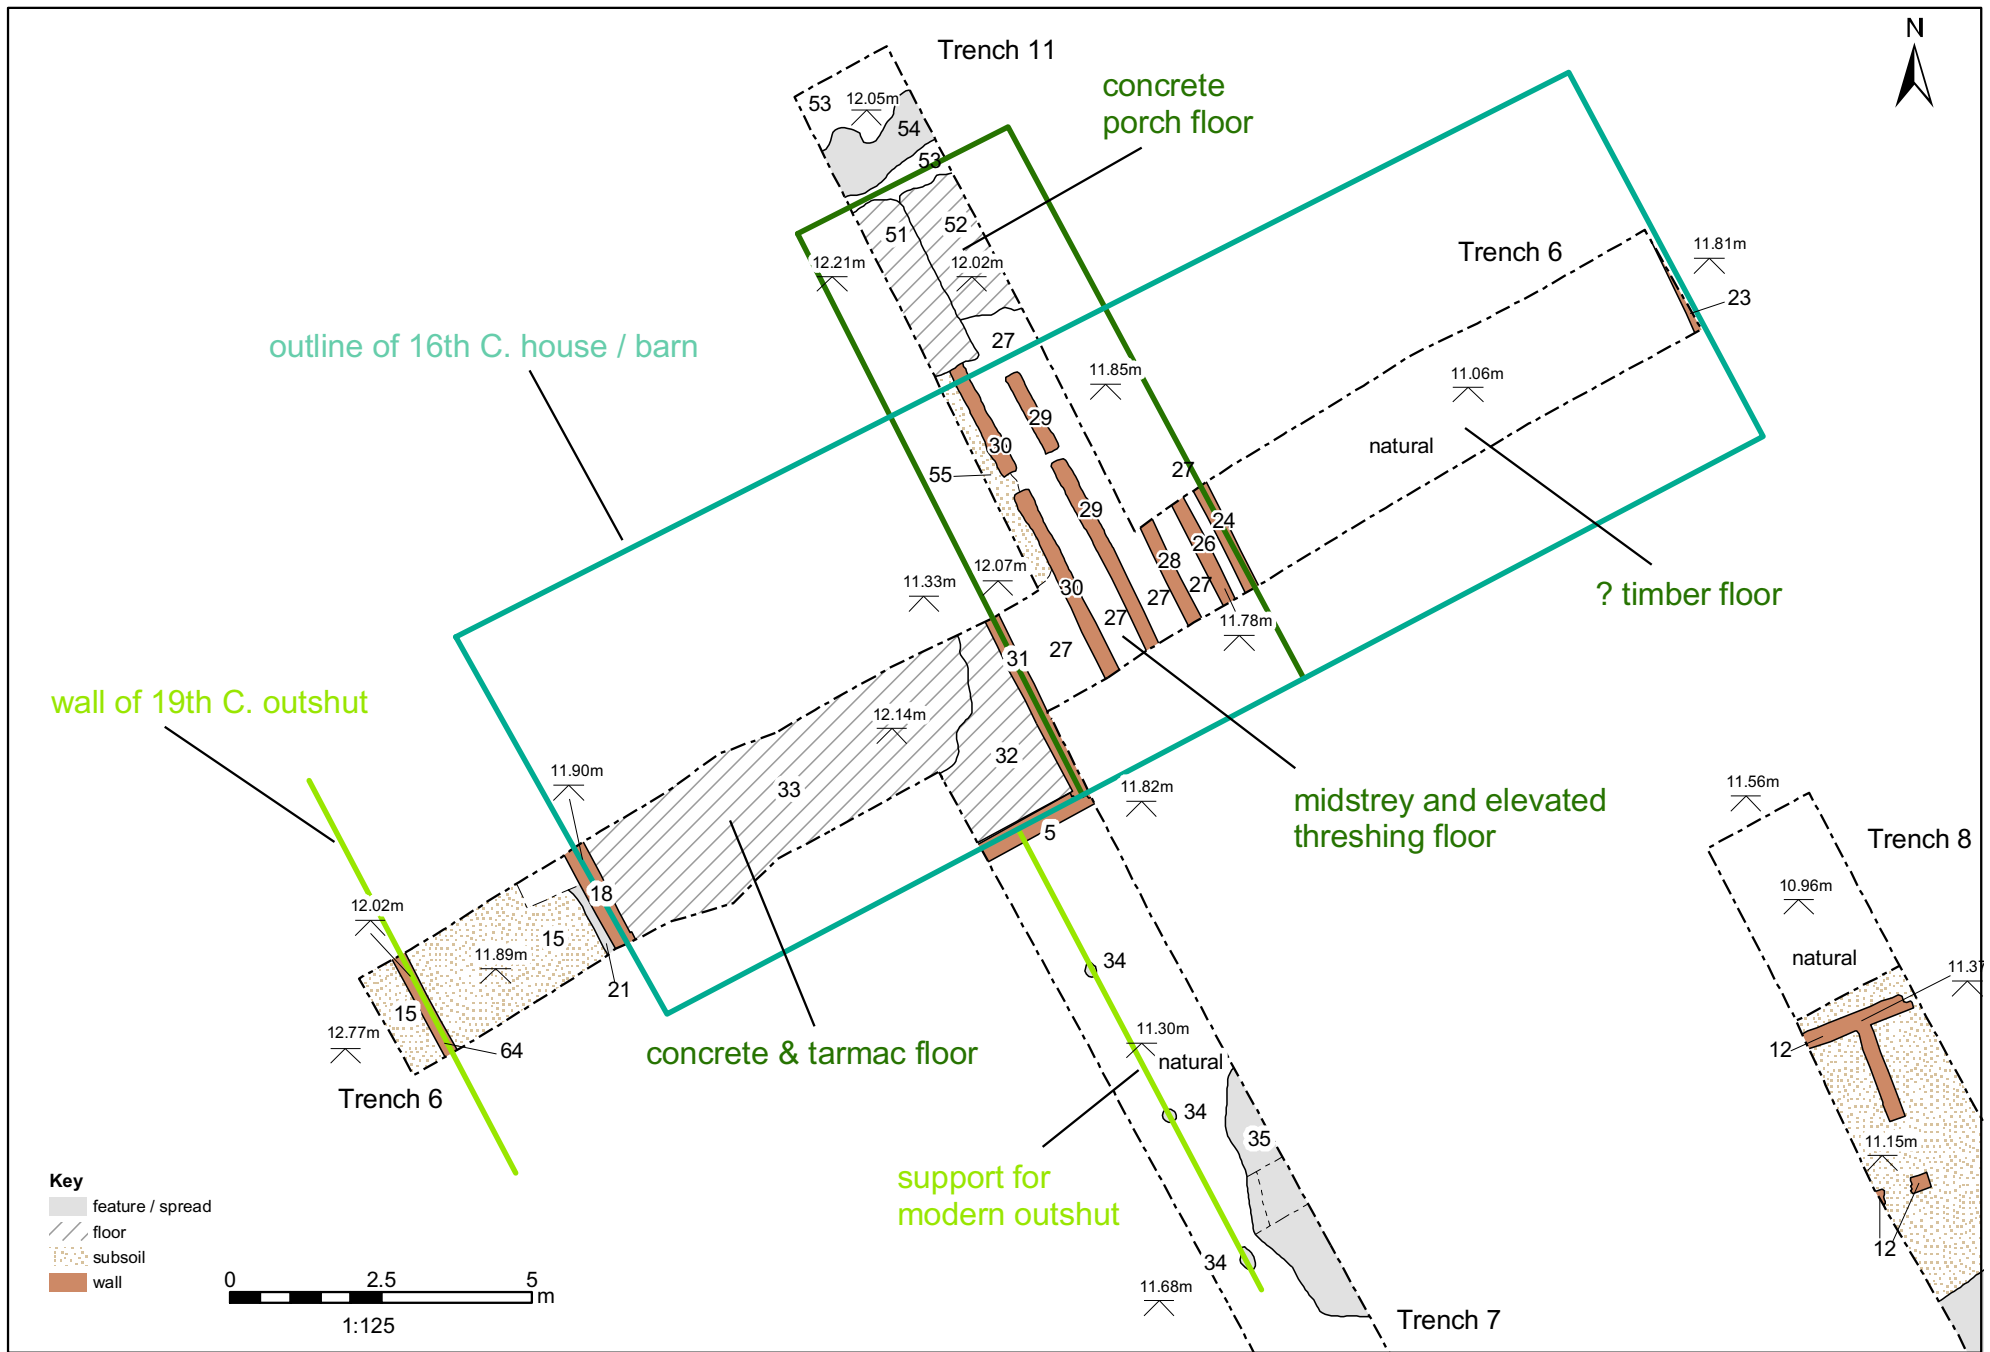 N
Trench 11
concrete
porch floor
53
12.05m
54
53
52
51
12.21m
12.02m
Trench 6
11.81m
23
27
outline of 16th C. house / barn
11.85m
11.06m
29
30
natural
55
27
29
24
26
28
12.07m
11.33m
30
27
27
27
? timber floor
11.78m
27
31
wall of 19th C. outshut
12.14m
32
11.90m
33
11.82m
midstrey and elevated
threshing floor
5
11.56m
Trench 8
18
10.96m
12.02m
15
11.89m
natural
34
11.37
21
15
12.77m
64
11.30m
12
concrete & tarmac floor
natural
Trench 6
34
35
11.15m
support for
modern outshut
12
34
11.68m
Trench 7
Key
feature / spread
floor
subsoil
wall
0 2.5 5
m
1:125